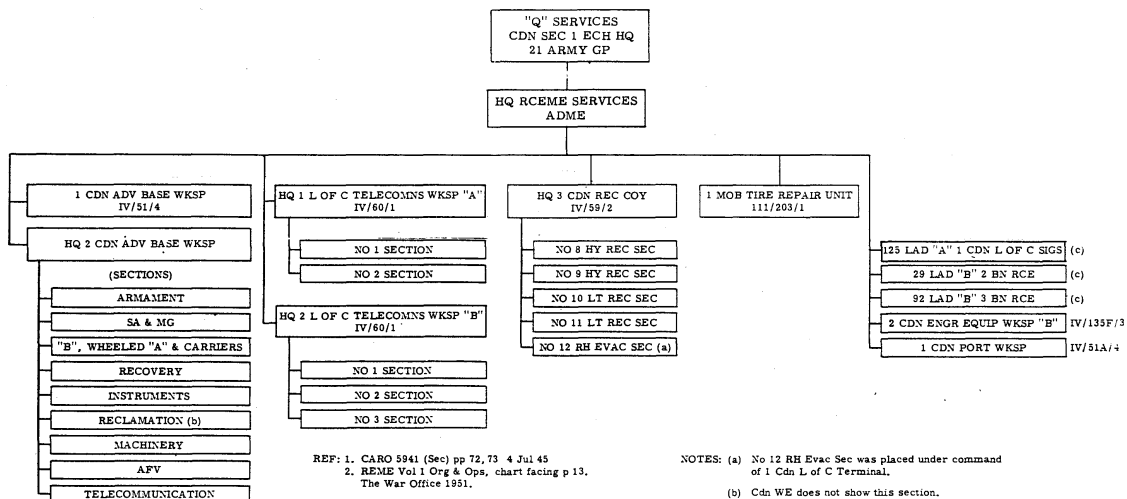 "Q" SERVICES
CDN SEC 1 ECH HQ
21 ARMY GP
HQ RCEME SERVICES
ADME
1 CDN ADV BASE WKSP
IV/51/4
HQ 2 CDN ADV BASE WKSP
(SECTIONS)
ARMAMENT
SA & MG
"B", WHEELED "A" & CARRIERS
RECOVERY
INSTRUMENTS
RECLAMATION (b)
MACHINERY
AFV
TELECOMMUNICATION
HQ 1 L OF C TELECOMNS WKSP "A"
IV/60/1
NO 1 SECTION
NO 2 SECTION
HQ 2 L OF C TELECOMNS WKSP "B"
IV/60/1
NO 1 SECTION
NO 2 SECTION
NO 3 SECTION
HQ 3 CDN REC COY
IV/59/2
NO 8 HY REC SEC
NO 9 HY REC SEC
NO 10 LT REC SEC
NO 11 LT REC SEC
NO 12 RH EVAC SEC (a)
1 MOB TIRE REPAIR UNIT
111/203/1
125 LAD "A" 1 CDN L OF C SIGS (c)
29 LAD "B" 2 BN RCE (c)
92 LAD "B" 3 BN RCE (c)
2 CDN ENGR EQUIP WKSP "B" IV/135F/3
1 CDN PORT WKSP IV/51A/4
REF: 1. CARO 5941 (Sec) pp 72, 73 4 Jul 45
2. REME Vol 1 Org & Ops, chart facing p 13.
The War Office 1951.
NOTES: (a) No 12 RH Evac Sec was placed under command
of 1 Cdn L of C Terminal.
(b) Cdn WE does not show this section.